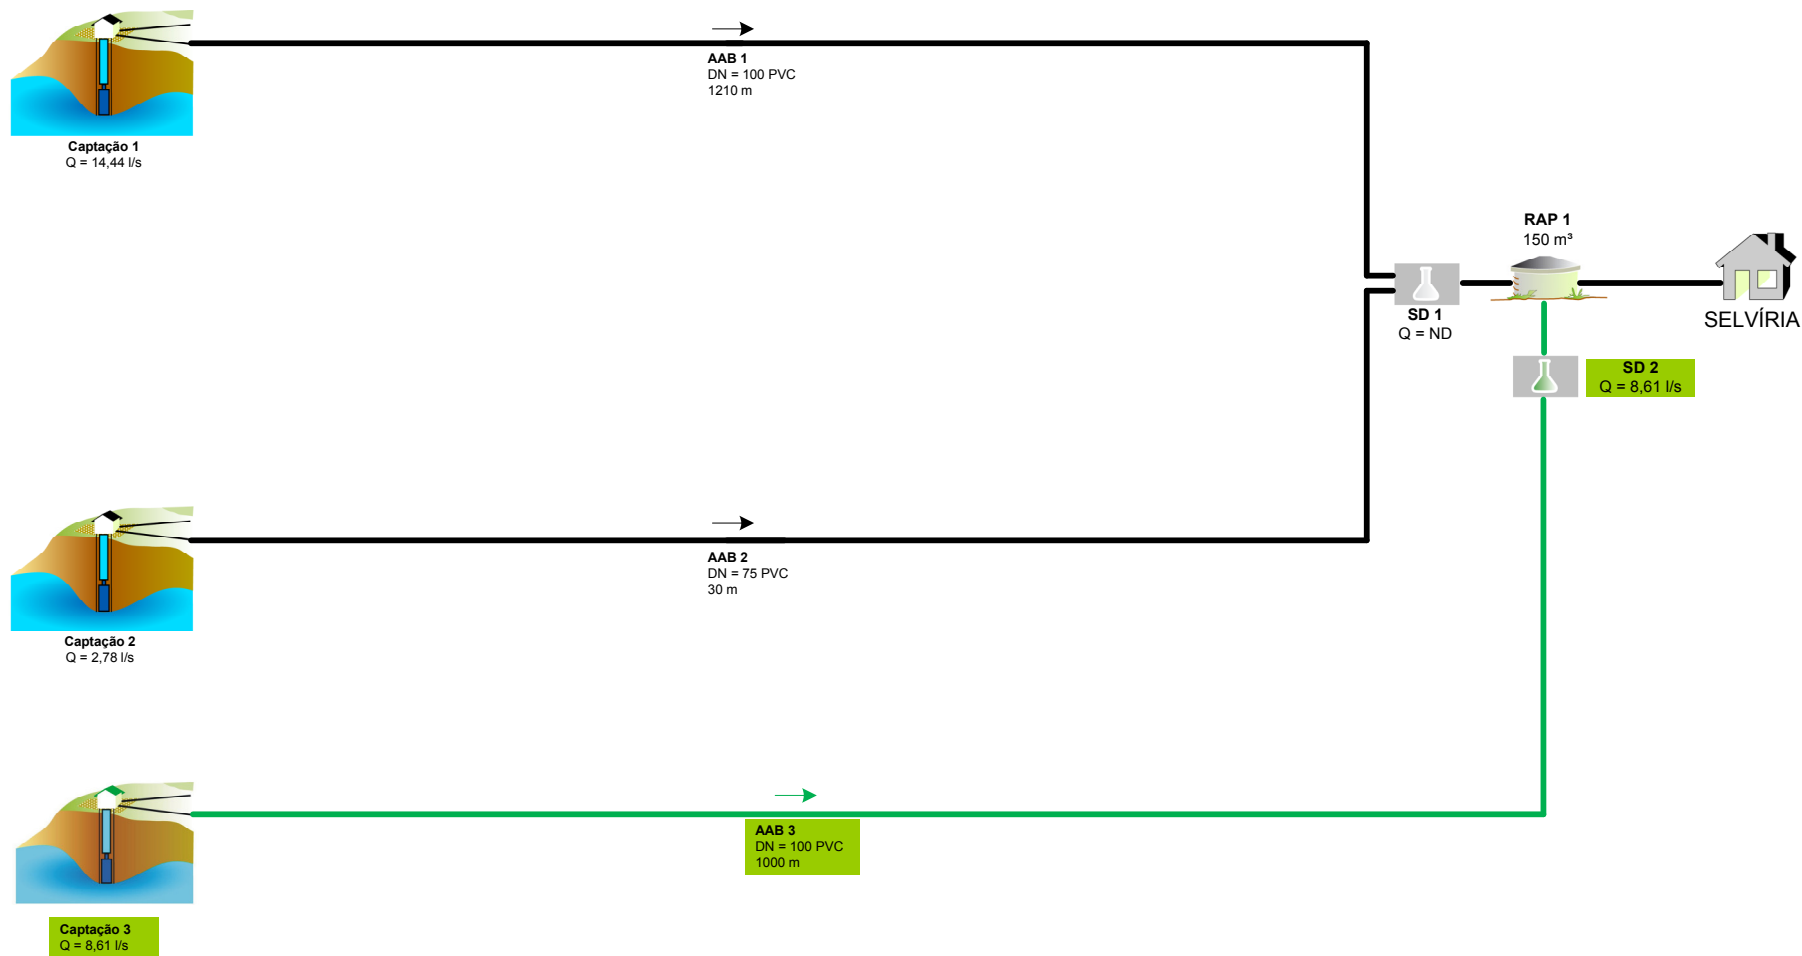 AAB 1
DN = 100 PVC
1210 m
Captação 1
Q = 14,44 l/s
RAP 1
150 m³
SELVÍRIA
SD 1
Q = ND
SD 2
Q = 8,61 l/s
AAB 2
DN = 75 PVC
30 m
Captação 2
Q = 2,78 l/s
AAB 3
DN = 100 PVC
1000 m
Captação 3
Q = 8,61 l/s